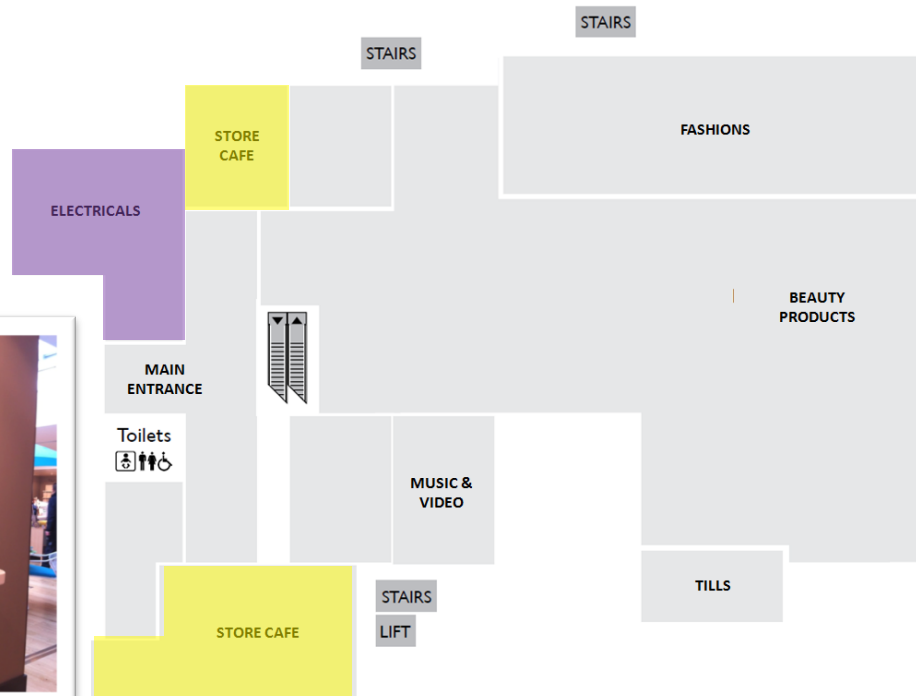 STAIRS
STAIRS
STORE
CAFE
FASHIONS
ELECTRICALS
BEAUTY
PRODUCTS
MAIN
ENTRANCE
Toilets
MUSIC &
VIDEO
TILLS
STAIRS
LIFT
STORE CAFE